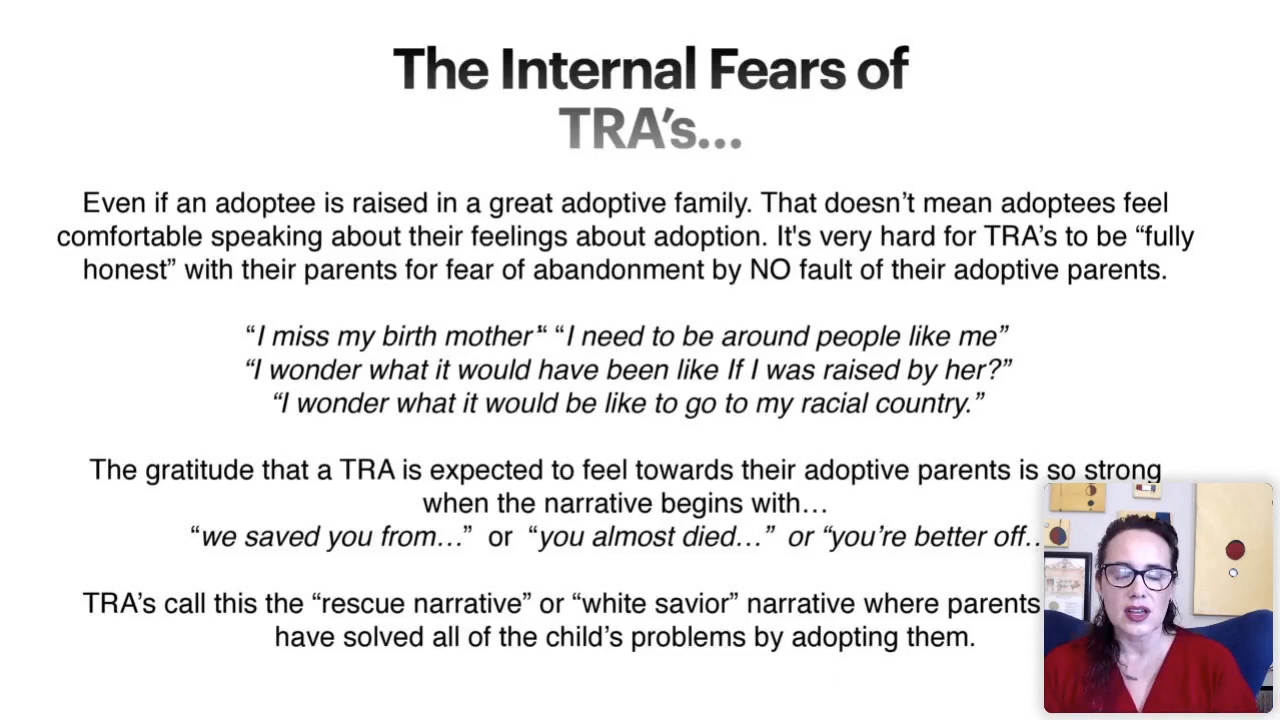 The Internal Fears of
TRA’s...
Even if an adoptee is raised in a great adoptive family. That doesn’t mean adoptees feel
comfortable speaking about their feelings about adoption. It's very hard for TRA’s to be “fully
honest” with their parents for fear of abandonment by NO fault of their adoptive parents.
“I miss my birth mother“ “I need to be around people like me”
“I wonder what it would have been like If I was raised by her?”
“I wonder what it would be like to go to my racial country.”
The gratitude that a TRA is expected to feel towards their adoptive parents is so strong
when the narrative begins with…
“we saved you from…” or “you almost died…” or “you’re better off..
TRA’s call this the “rescue narrative” or “white savior” narrative where parents
have solved all of the child’s problems by adopting them.